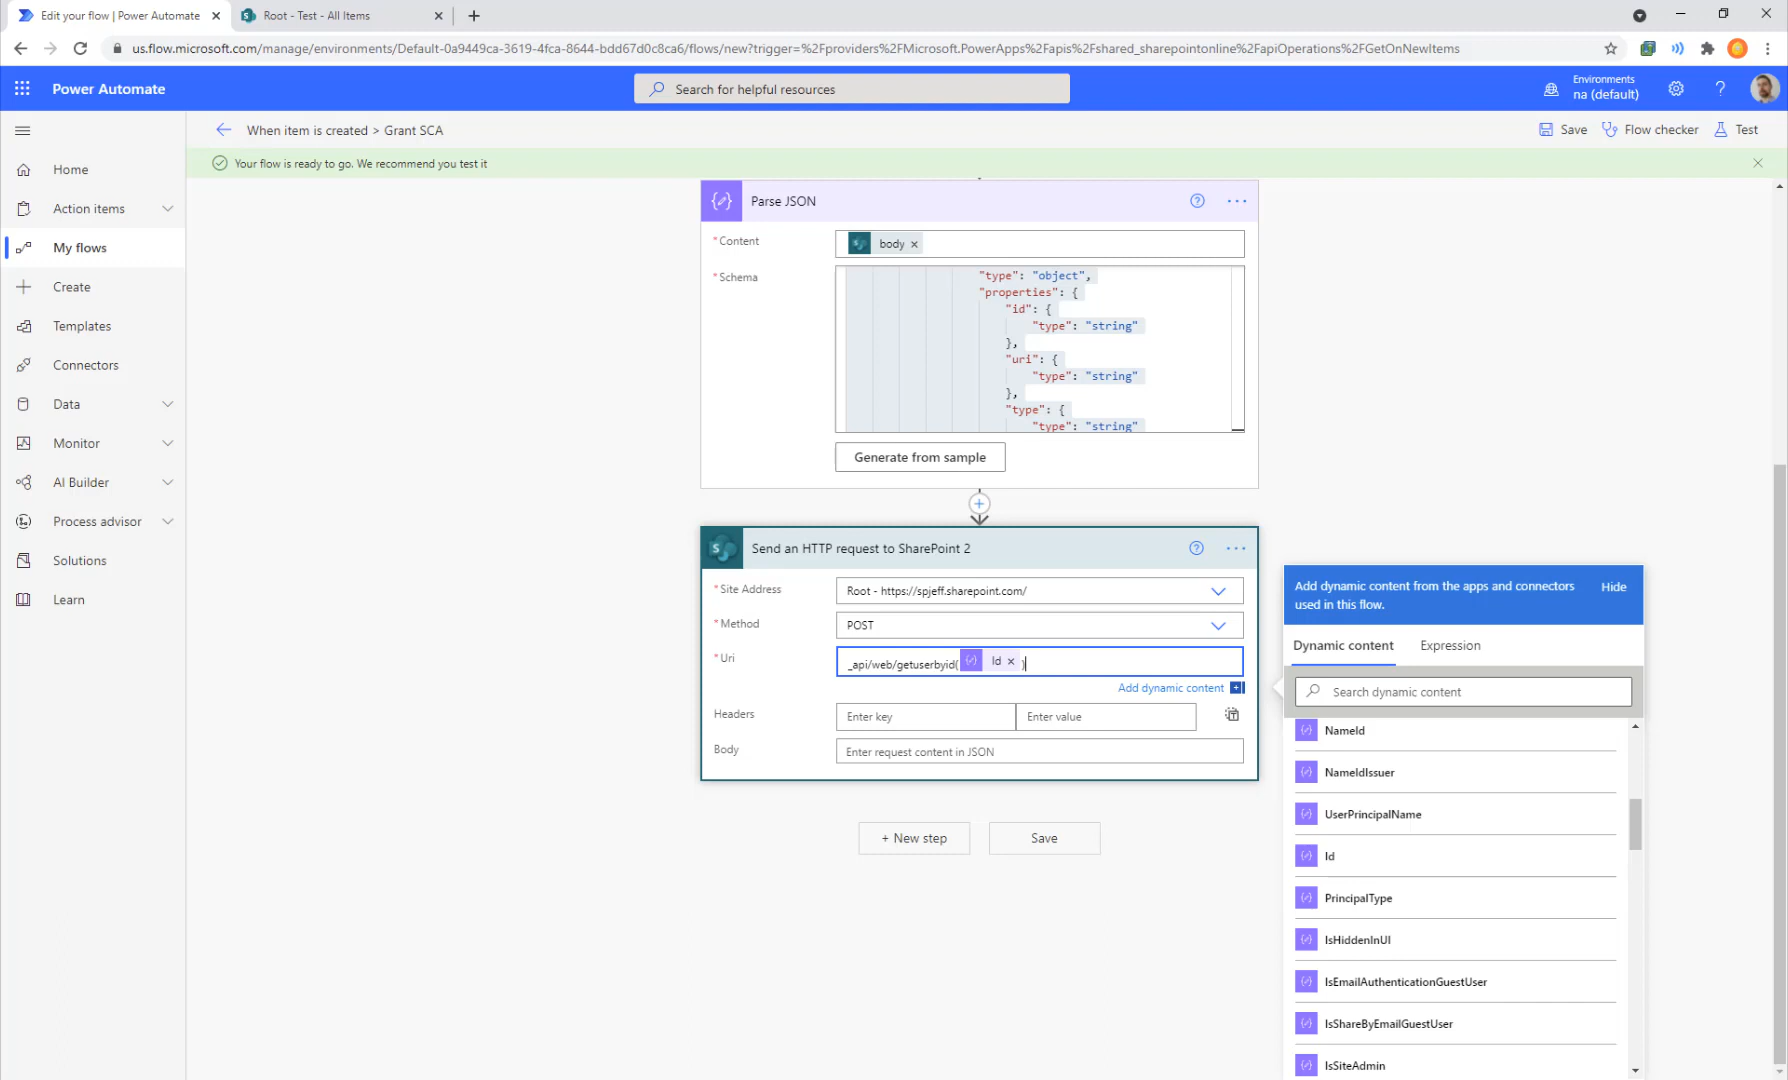 Edit your flow | Power Automate
Root - Test - All Items
us.flow.microsoft.com/manage/environments/Default-0a9449ca-3619-4fca-8644-bdd67d0c8ca6/flows/new?trigger=%2Fproviders%2FMicrosoft.PowerApps%2Fapis%2Fshared_sharepointonline%2FapiOperations%2FGetOnNewItems
Power Automate
Search for helpful resources
Environments
na (default)
When item is created > Grant SCA
Save
Flow checker
Test
Your flow is ready to go. We recommend you test it
Home
Action items
My flows
Create
Templates
Connectors
Data
Monitor
AI Builder
Process advisor
Solutions
Learn
Parse JSON
* Content
body ×
* Schema
"type": "object",
"properties": {
"id": {
"type": "string"
},
"uri": {
"type": "string"
},
"type": {
"type": "string"
Generate from sample
Send an HTTP request to SharePoint 2
* Site Address
Root - https://spjeff.sharepoint.com/
* Method
POST
* Uri
_api/web/getuserbyid( Id × )
Add dynamic content
Headers
Enter key
Enter value
Body
Enter request content in JSON
+ New step
Save
Add dynamic content from the apps and connectors
used in this flow.
Hide
Dynamic content
Expression
Search dynamic content
NameId
NameIdIssuer
UserPrincipalName
Id
PrincipalType
IsHiddenInUI
IsEmailAuthenticationGuestUser
IsShareByEmailGuestUser
IsSiteAdmin